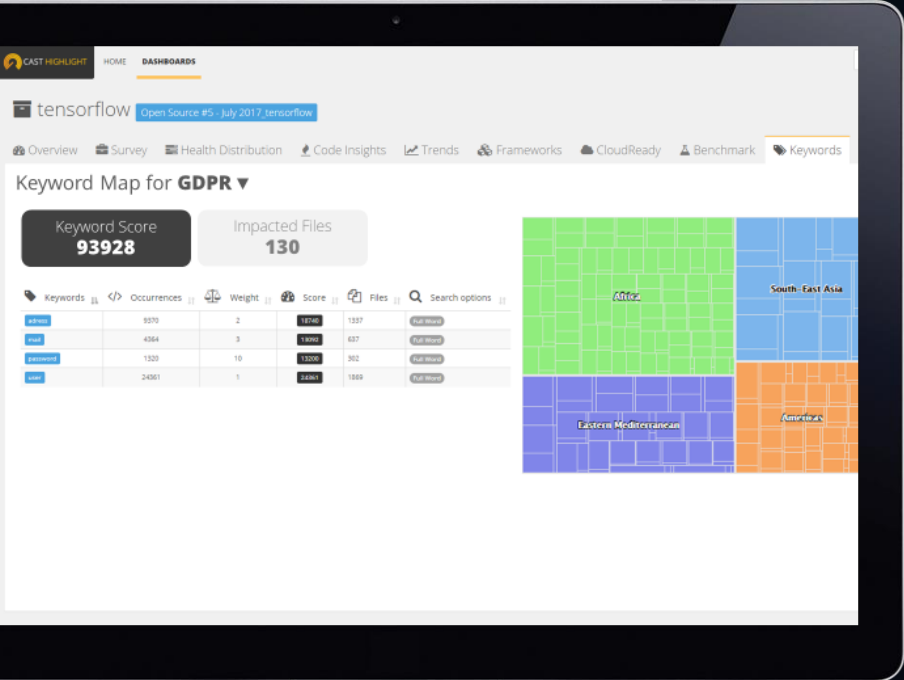 CAST HIGHLIGHT HOME DASHBOARDS
tensorflow Open Source #5 - July 2017_tensorflow
Overview Survey Health Distribution Code Insights Trends Frameworks CloudReady Benchmark Keywords
Keyword Map for GDPR ▼
Keyword Score
93928
Impacted Files
130
Keywords </> Occurrences Weight Score Files Search options
adress 9370 2 18740 1337 Full Word
mail 4364 3 13092 637 Full Word
password 1320 10 13200 302 Full Word
user 24361 1 24361 1889 Full Word
Africa
South-East Asia
Eastern Mediterranean
Americas